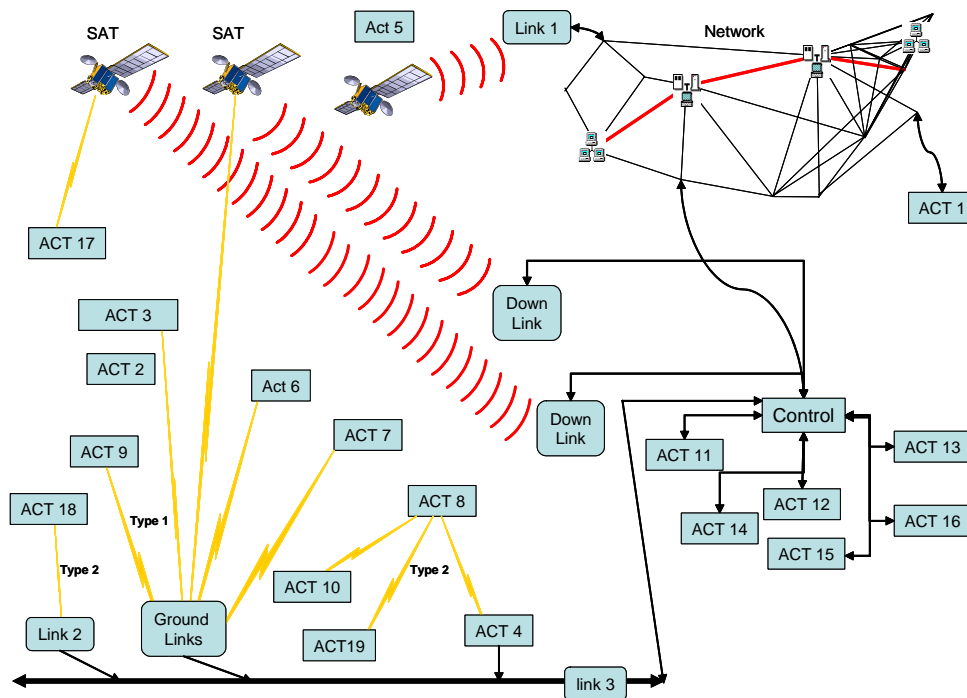 SAT
SAT
Act 5
Link 1
Network
ACT 1
ACT 17
Down
Link
ACT 3
ACT 2
Act 6
Down
Link
Control
ACT 7
ACT 9
ACT 11
ACT 13
ACT 18
Type 1
ACT 8
ACT 12
ACT 14
ACT 16
Type 2
Type 2
ACT 15
ACT 10
Ground
Links
Link 2
ACT19
ACT 4
link 3